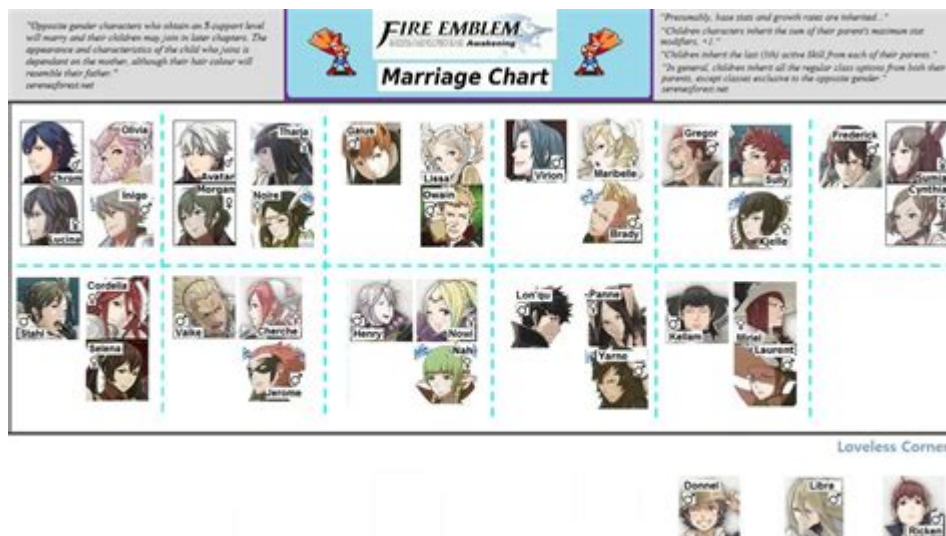 "Opposite gender characters who obtain an S support level
will marry and their children may join in later chapters. The
appearance and characteristics of the child who joins is
dependant on the mother, although their hair colour will
resemble their father."
serenesforest.net
FIRE EMBLEM
Awakening
Marriage Chart
"Presumably, base stats and growth rates are inherited..."
"Children characters inherit the sum of their parent's maximum stat
modifiers, +1."
"Children inherit the last (5th) active Skill from each of their parents."
"In general, children inherit all the regular class options from both their
parents, except classes exclusive to the opposite gender."
serenesforest.net
Chrom
Olivia
Lucina
Inigo
Avatar
Tharja
Morgan
Noire
Gaius
Lissa
Owain
Virion
Maribelle
Brady
Gregor
Sully
Kjelle
Frederick
Sumia
Cynthia
Stahl
Cordelia
Selena
Vaike
Cherche
Jerome
Henry
Nowi
Nah
Lon'qu
Panne
Yarne
Kellam
Miriel
Laurent
Loveless Corner
Donnel
Libra
Ricken